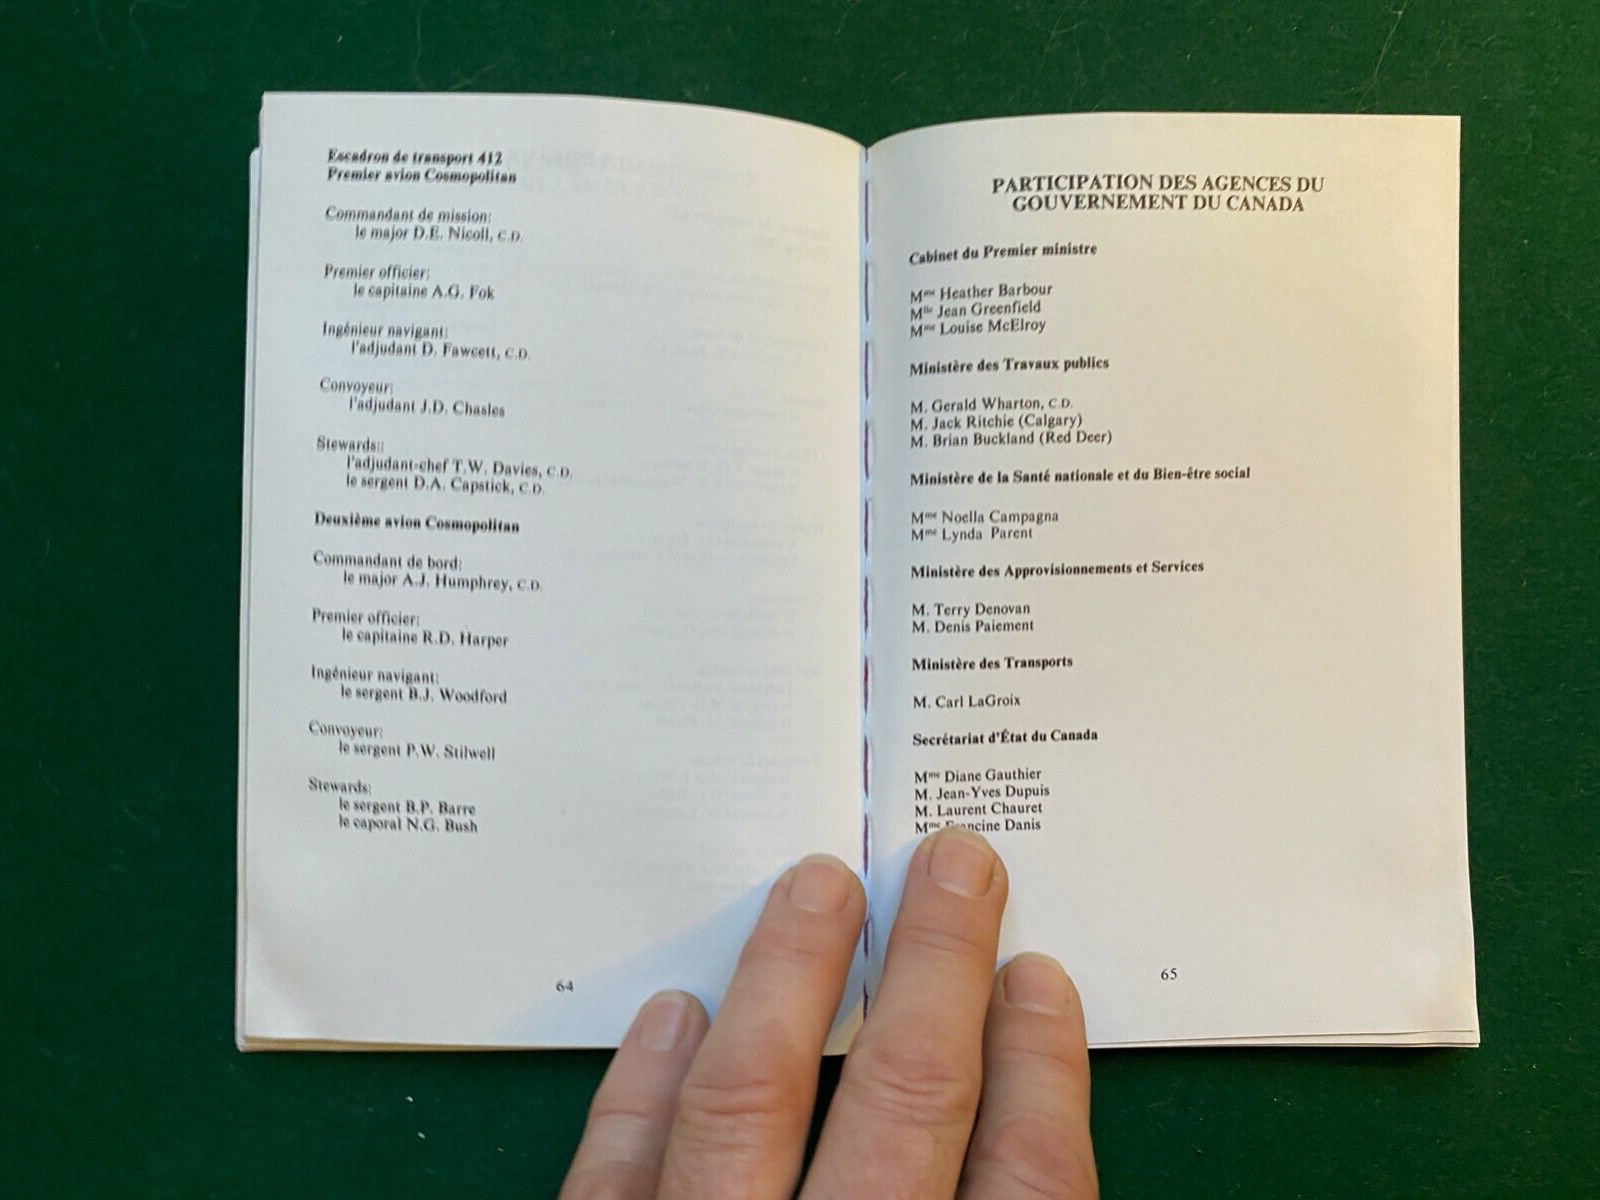 Escadron de transport 412
Premier avion Cosmopolitan
Commandant de mission:
le major D.E. Nicoll, C.D.
Premier officier:
le capitaine A.G. Fok
Ingénieur navigant:
l'adjudant D. Fawcett, C.D.
Convoyeur:
l'adjudant J.D. Chasles
Stewards::
l'adjudant-chef T.W. Davies, C.D.
le sergent D.A. Capstick, C.D.
Deuxième avion Cosmopolitan
Commandant de bord:
le major A.J. Humphrey, C.D.
Premier officier:
le capitaine R.D. Harper
Ingénieur navigant:
le sergent B.J. Woodford
Convoyeur:
le sergent P.W. Stilwell
Stewards:
le sergent B.P. Barre
le caporal N.G. Bush
64
PARTICIPATION DES AGENCES DU
GOUVERNEMENT DU CANADA
Cabinet du Premier ministre
Mme Heather Barbour
Mlle Jean Greenfield
Mme Louise McElroy
Ministère des Travaux publics
M. Gerald Wharton, C.D.
M. Jack Ritchie (Calgary)
M. Brian Buckland (Red Deer)
Ministère de la Santé nationale et du Bien-être social
Mme Noella Campagna
Mme Lynda Parent
Ministère des Approvisionnements et Services
M. Terry Denovan
M. Denis Paiement
Ministère des Transports
M. Carl LaGroix
Secrétariat d'État du Canada
Mme Diane Gauthier
M. Jean-Yves Dupuis
M. Laurent Chauret
Mme Francine Danis
65